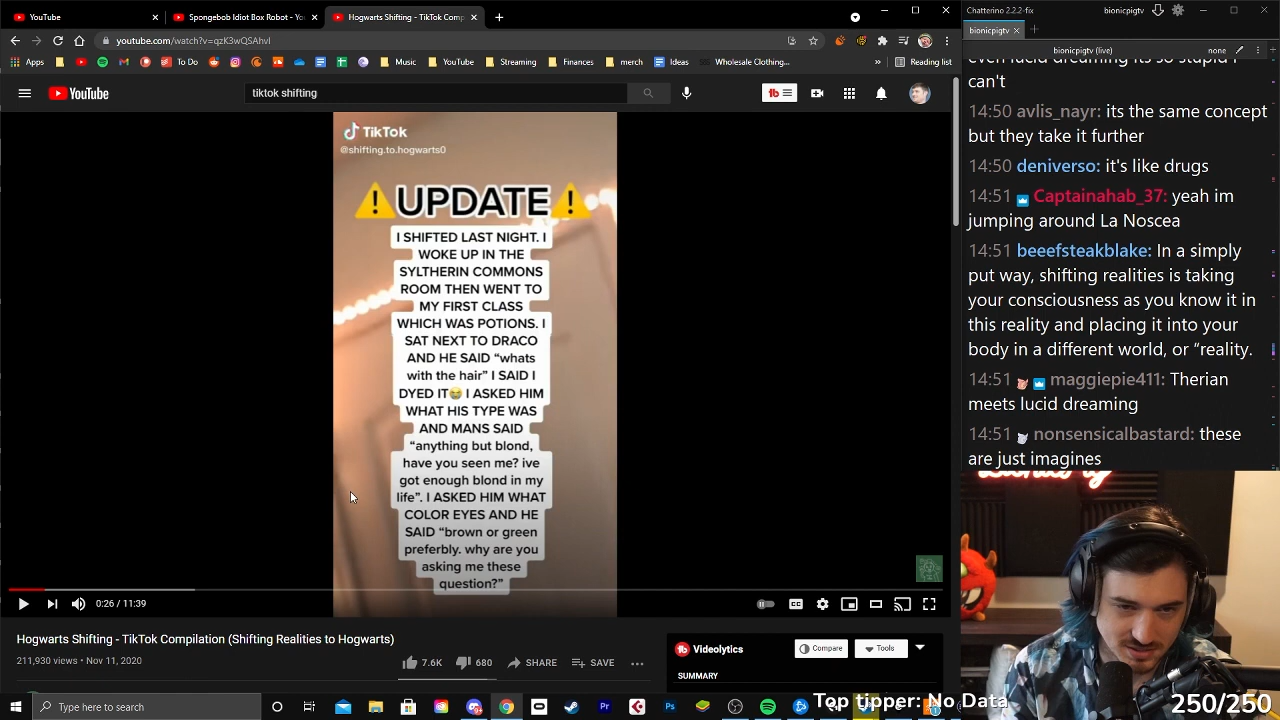 YouTube
Spongebob Idiot Box Robot - Yo
Hogwarts Shifting - TikTok Comp
Chatterino 2.2.2-fix
bionicpigtv
youtube.com/watch?v=qzK3wQSAhvI
bionicpigtv
bionicpigtv (live)
none
Apps
To Do
Music
YouTube
Streaming
Finances
merch
Ideas
Wholesale Clothing...
Reading list
YouTube
tiktok shifting
TikTok
@shifting.to.hogwarts0
UPDATE
I SHIFTED LAST NIGHT. I
WOKE UP IN THE
SYLTHERIN COMMONS
ROOM THEN WENT TO
MY FIRST CLASS
WHICH WAS POTIONS. I
SAT NEXT TO DRACO
AND HE SAID “whats
with the hair” I SAID I
DYED IT😭 I ASKED HIM
WHAT HIS TYPE WAS
AND MANS SAID
“anything but blond,
have you seen me? ive
got enough blond in my
life”. I ASKED HIM WHAT
COLOR EYES AND HE
SAID “brown or green
preferbly. why are you
asking me these
question?”
0:26 / 11:39
Hogwarts Shifting - TikTok Compilation (Shifting Realities to Hogwarts)
211,930 views • Nov 11, 2020
7.6K
680
SHARE
SAVE
Videolytics
Compare
Tools
SUMMARY
even lucid dreaming its so stupid I
can't
14:50 avlis_nayr: its the same concept
but they take it further
14:50 deniverso: it's like drugs
14:51 Captainahab_37: yeah im
jumping around La Noscea
14:51 beeefsteakblake: In a simply
put way, shifting realities is taking
your consciousness as you know it in
this reality and placing it into your
body in a different world, or “reality.
14:51 maggiepie411: Therian
meets lucid dreaming
14:51 nonsensicalbastard: these
are just imagines
Type here to search
Top tipper: No Data
250/250